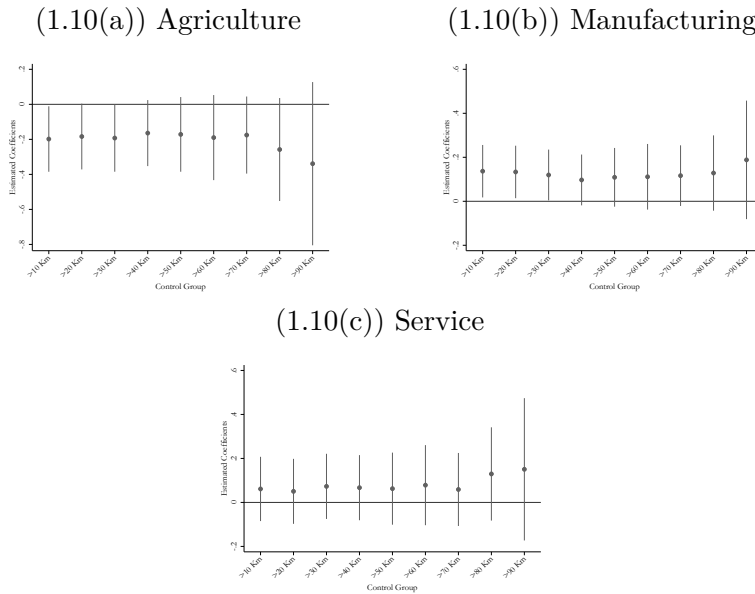 (1.10(a)) Agriculture
.2
0
-.2
-.4
-.6
-.8
Estimated Coefficients
>10 Km
>20 Km
>30 Km
>40 Km
>50 Km
>60 Km
>70 Km
>80 Km
>90 Km
Control Group
(1.10(b)) Manufacturing
.6
.4
.2
0
-.2
Estimated Coefficients
>10 Km
>20 Km
>30 Km
>40 Km
>50 Km
>60 Km
>70 Km
>80 Km
>90 Km
Control Group
(1.10(c)) Service
.6
.4
.2
0
-.2
Estimated Coefficients
>10 Km
>20 Km
>30 Km
>40 Km
>50 Km
>60 Km
>70 Km
>80 Km
>90 Km
Control Group